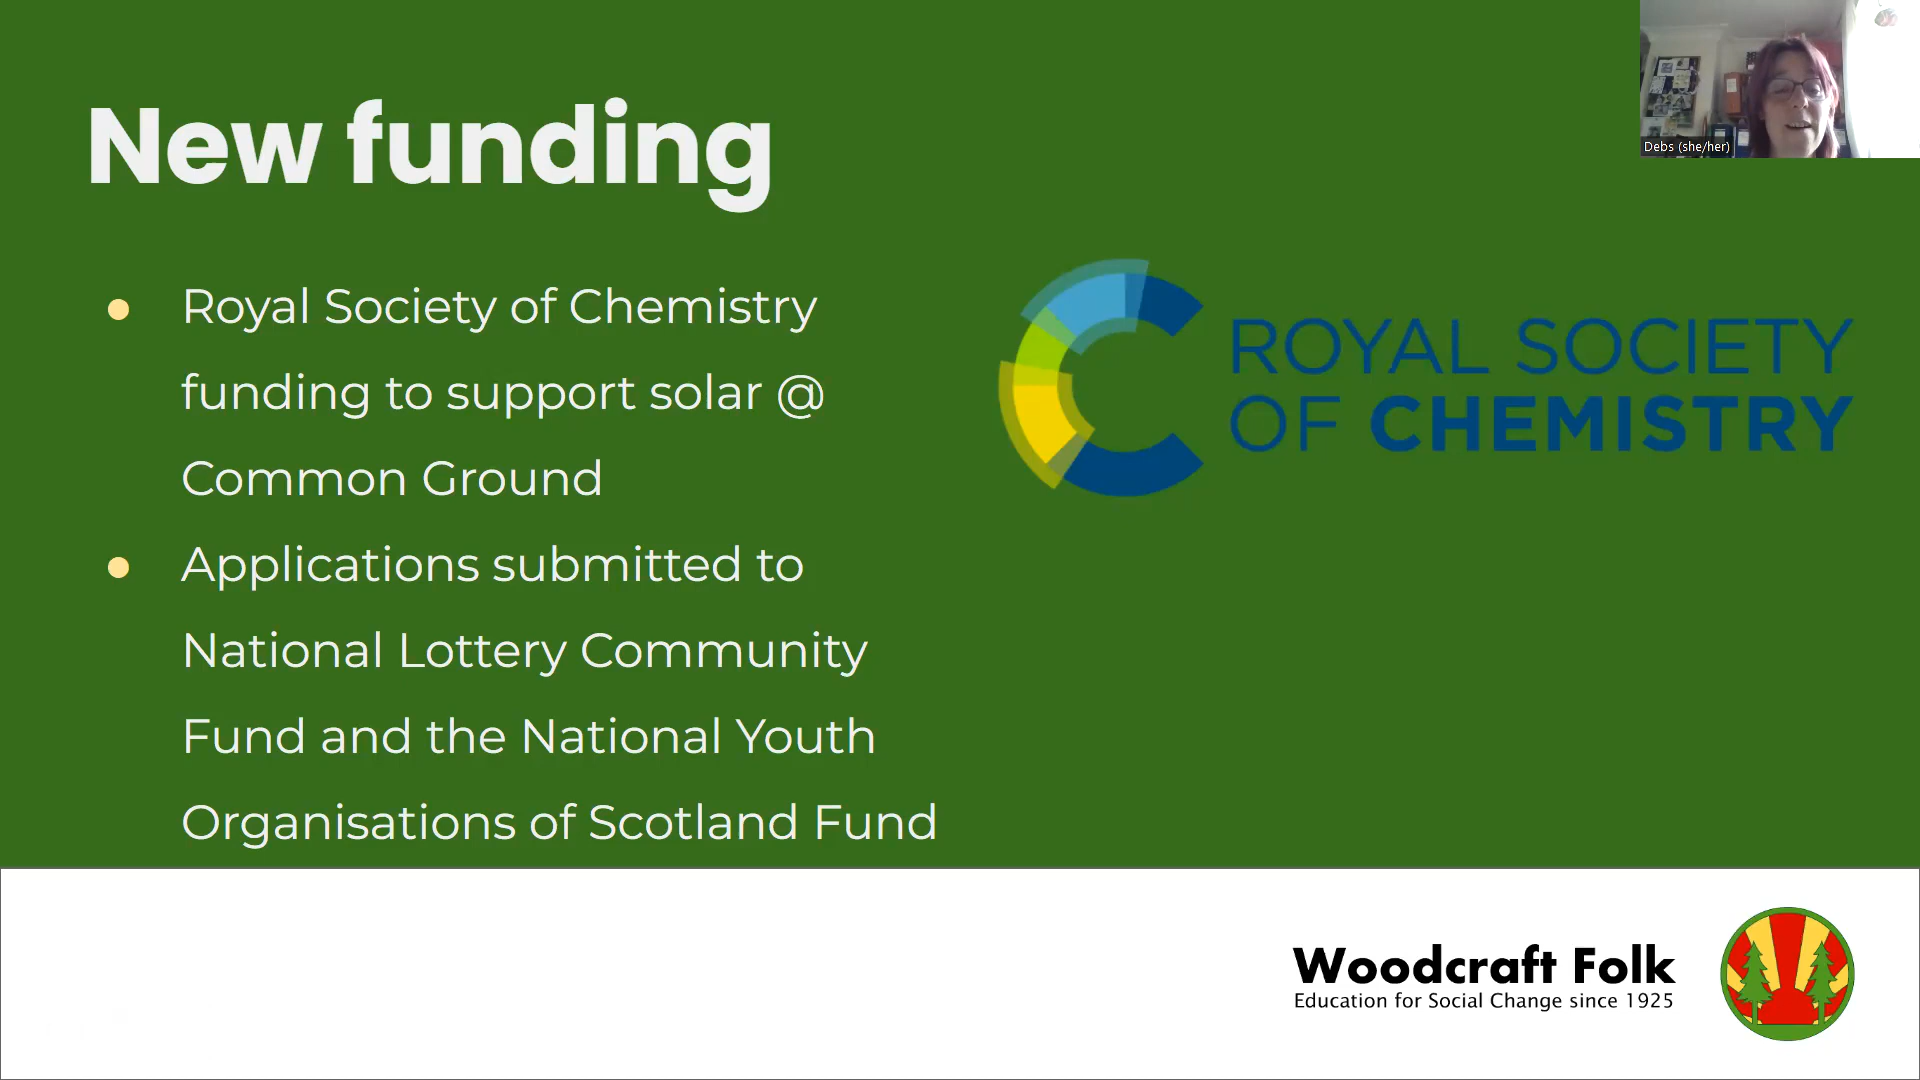 New funding
Debs (she/her)
● Royal Society of Chemistry
funding to support solar @
Common Ground
● Applications submitted to
National Lottery Community
Fund and the National Youth
Organisations of Scotland Fund
ROYAL SOCIETY
OF CHEMISTRY
Woodcraft Folk
Education for Social Change since 1925